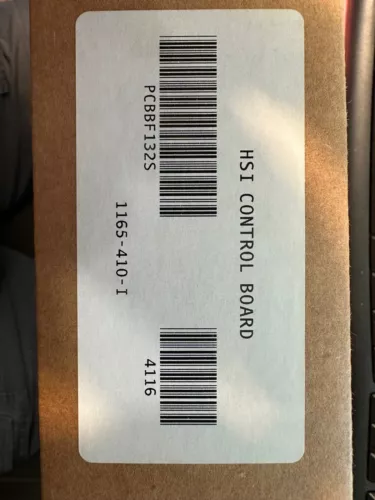 HSI CONTROL BOARD
PCBBF132S
4116
1165-410-I